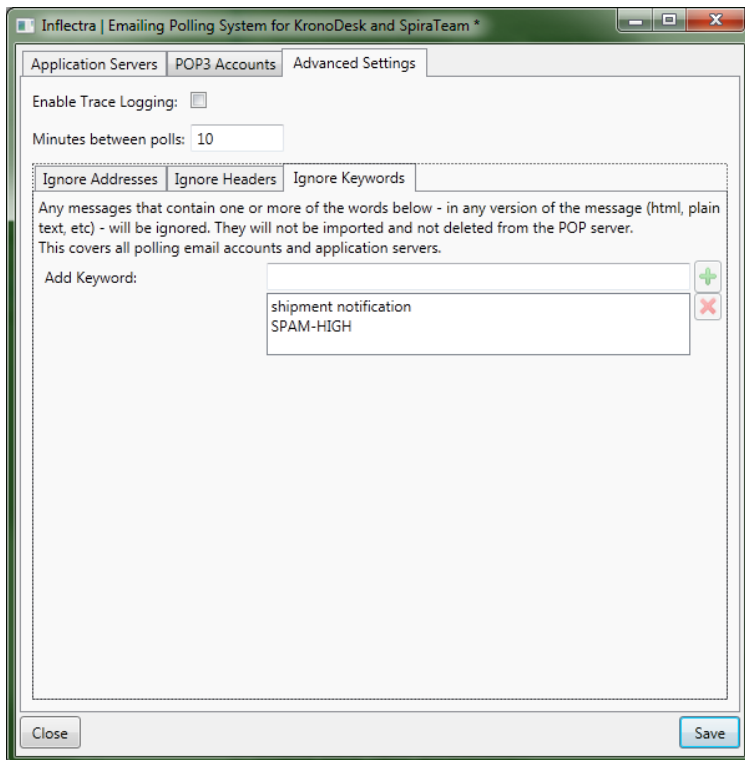 Inflectra | Emailing Polling System for KronoDesk and SpiraTeam *
Application Servers POP3 Accounts Advanced Settings
Enable Trace Logging:
Minutes between polls: 10
Ignore Addresses Ignore Headers Ignore Keywords
Any messages that contain one or more of the words below - in any version of the message (html, plain
text, etc) - will be ignored. They will not be imported and not deleted from the POP server.
This covers all polling email accounts and application servers.
Add Keyword:
shipment notification
SPAM-HIGH
Close Save